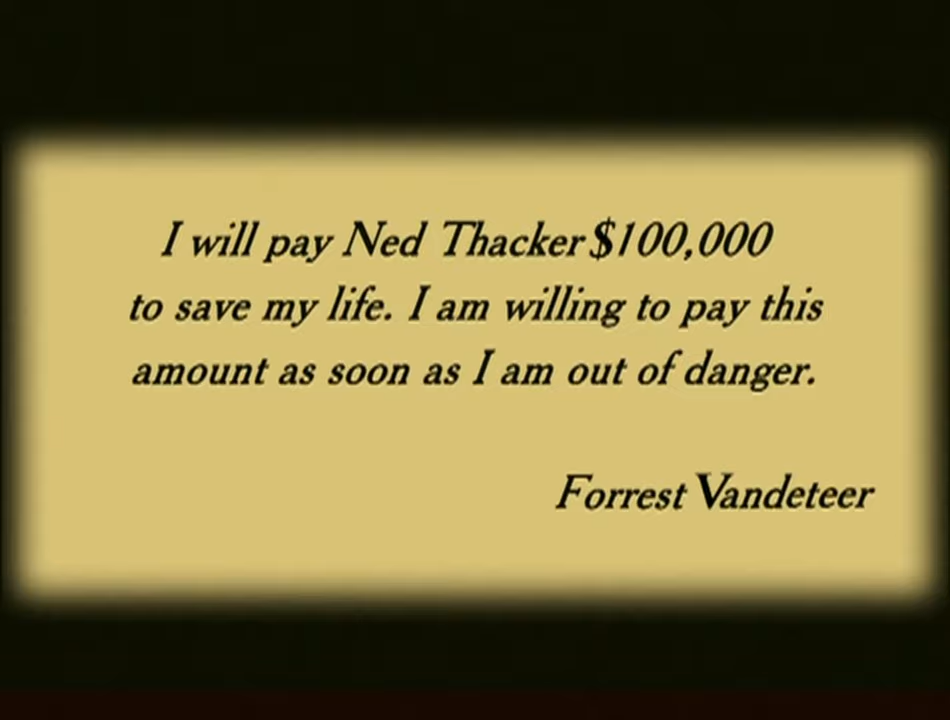 I will pay Ned Thacker $100,000
to save my life. I am willing to pay this
amount as soon as I am out of danger.
Forrest Vandeteer